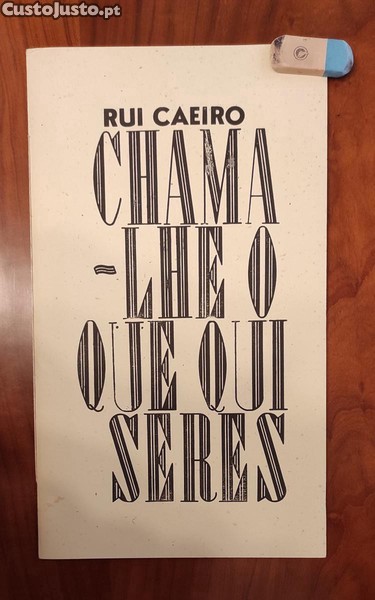 CustoJusto.pt
RUI CAEIRO
CHAMA
-LHE O
QUE QUI
SERES